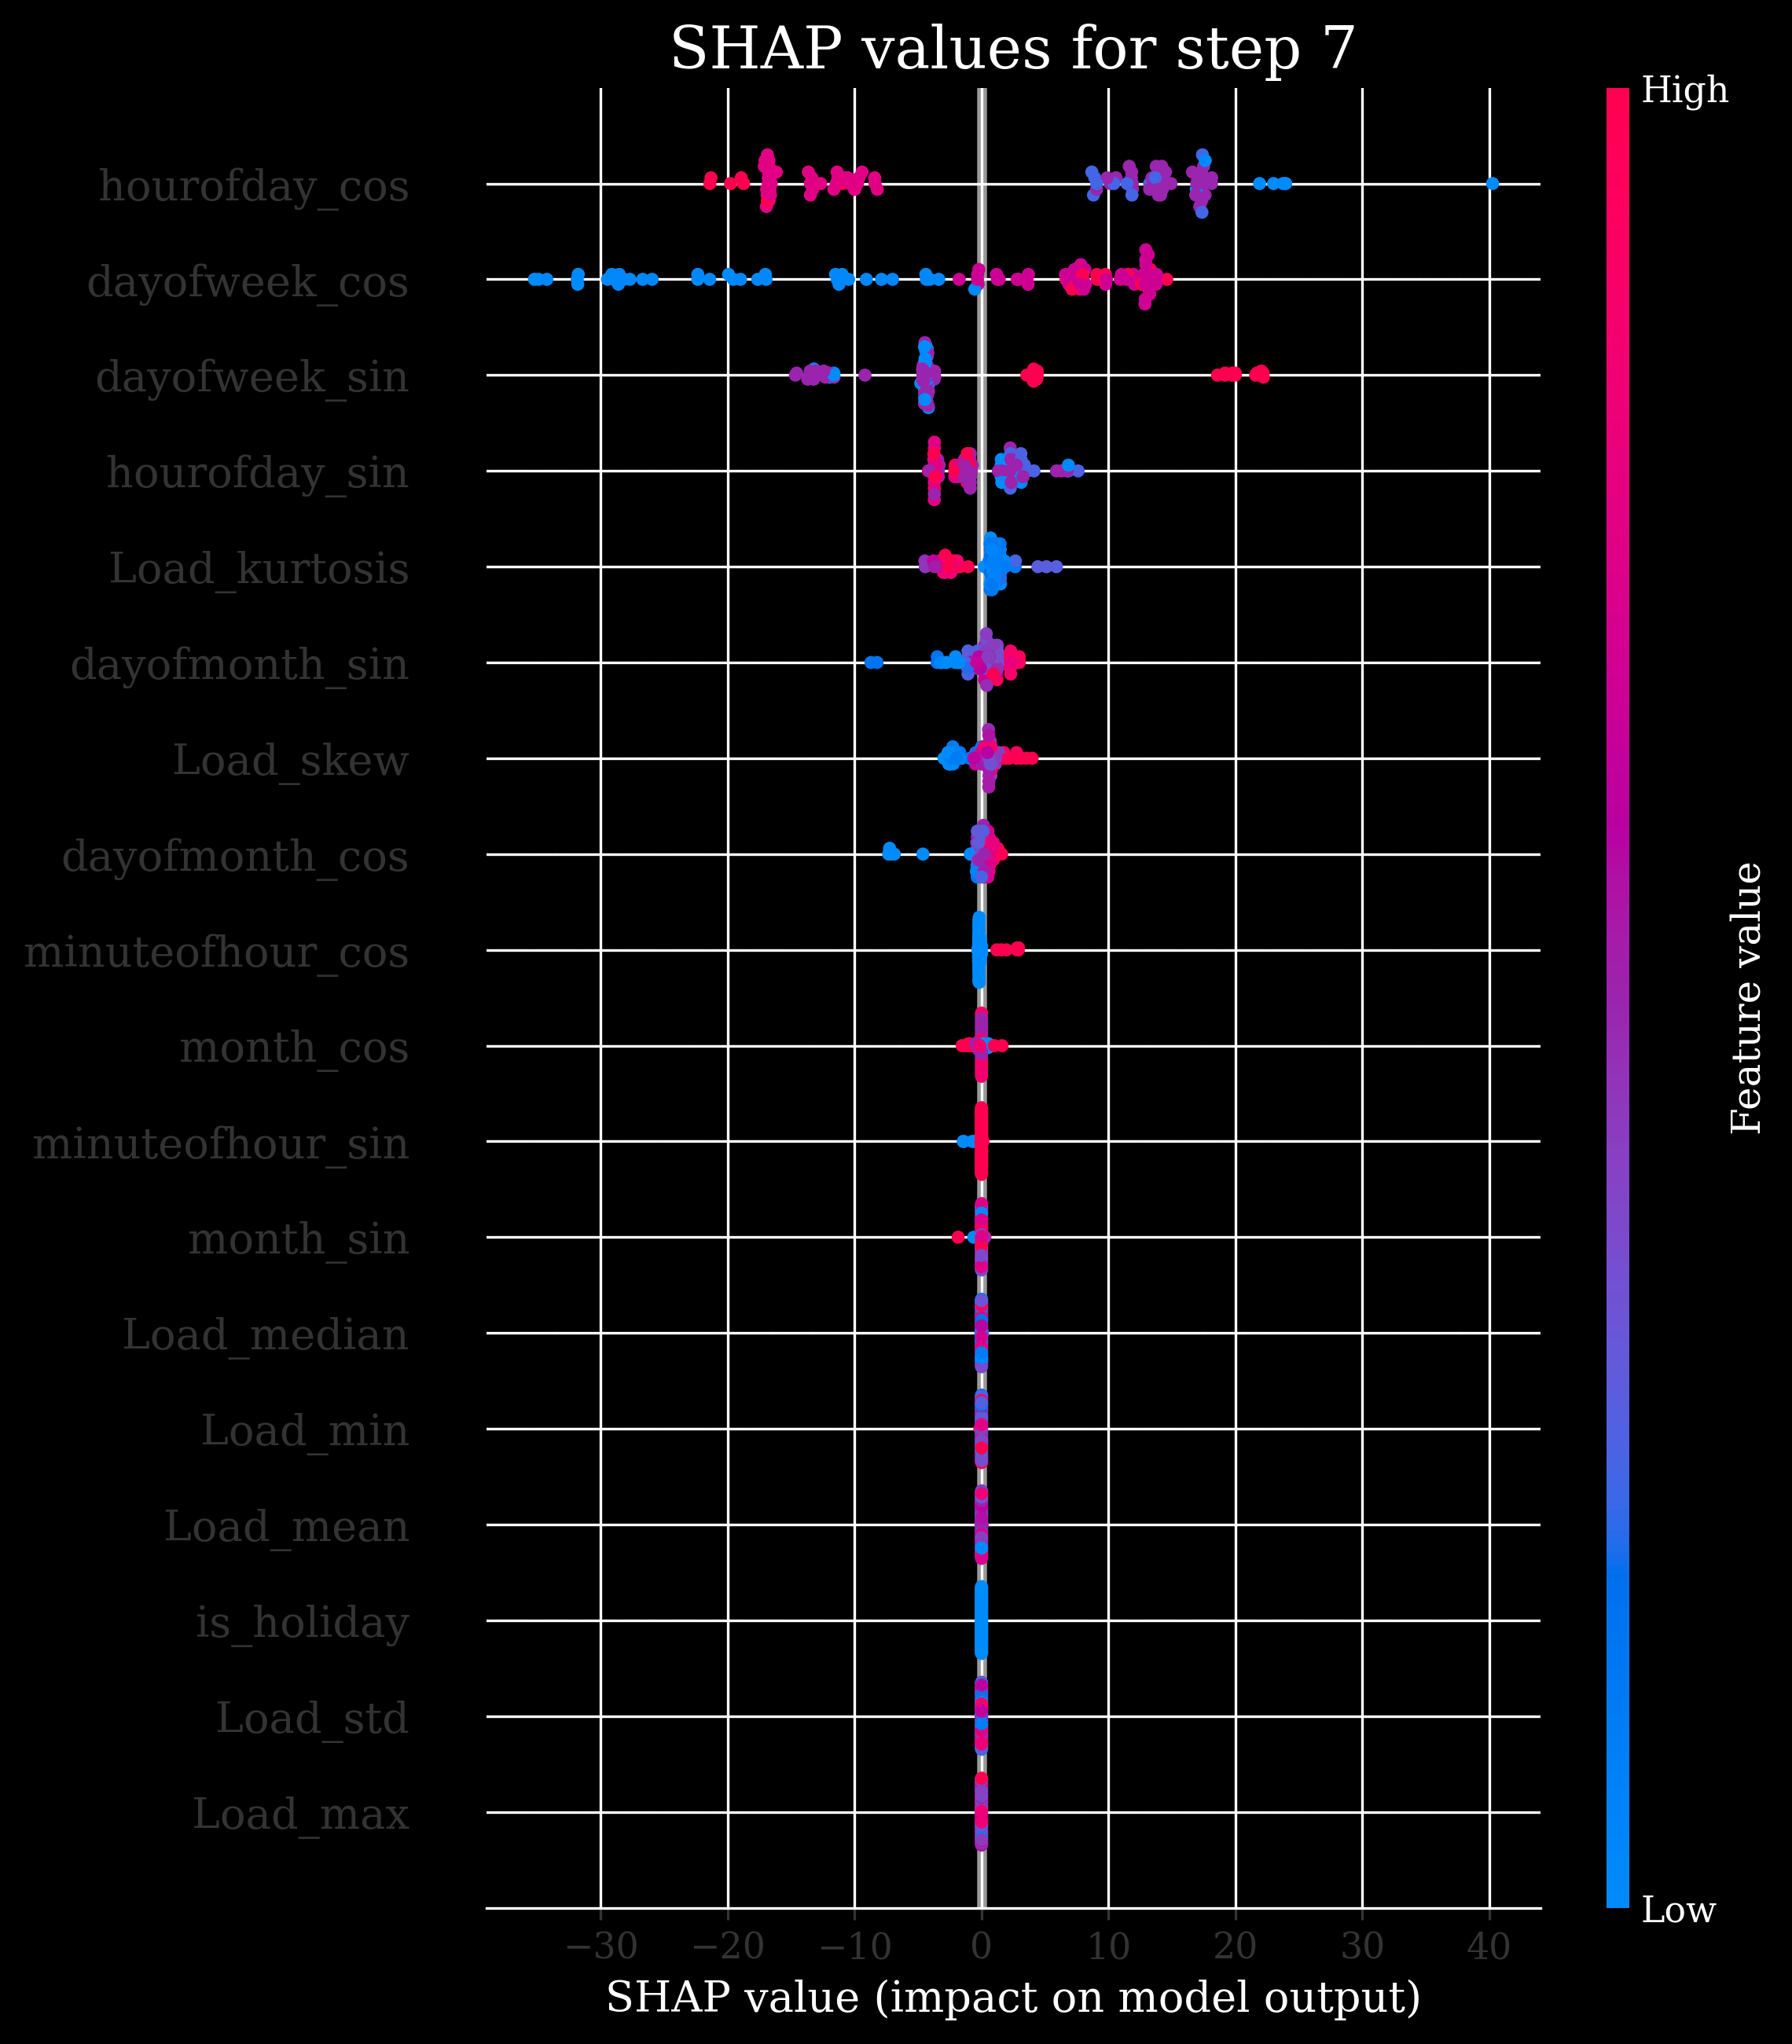 SHAP values for step 7
High
hourofday_cos
dayofweek_cos
dayofweek_sin
hourofday_sin
Load_kurtosis
dayofmonth_sin
Load_skew
dayofmonth_cos
minuteofhour_cos
month_cos
minuteofhour_sin
month_sin
Load_median
Load_min
Load_mean
is_holiday
Load_std
Load_max
Feature value
Low
−30 −20 −10 0 10 20 30 40
SHAP value (impact on model output)